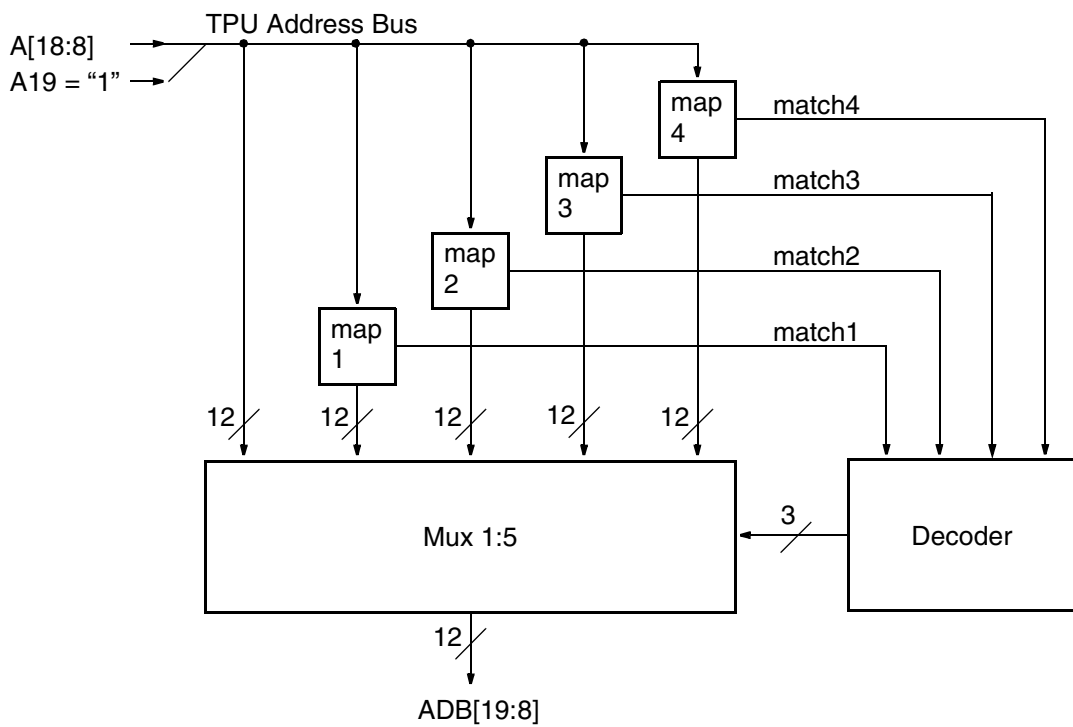 TPU Address Bus
A[18:8]
A19 = “1”
map
4
match4
map
3
match3
map
2
match2
map
1
match1
12
12
12
12
12
Mux 1:5
3
Decoder
12
ADB[19:8]